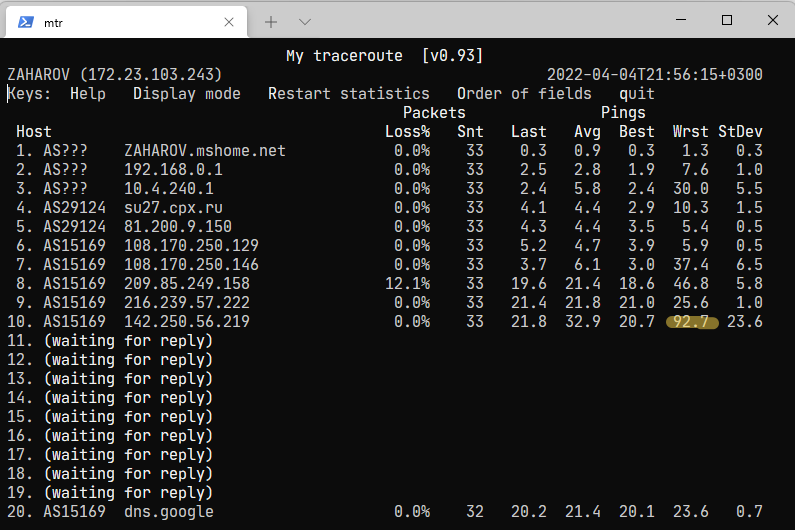 mtr
My traceroute [v0.93]
ZAHAROV (172.23.103.243) 2022-04-04T21:56:15+0300
Keys: Help Display mode Restart statistics Order of fields quit
Packets Pings
Host Loss% Snt Last Avg Best Wrst StDev
1. AS??? ZAHAROV.mshome.net 0.0% 33 0.3 0.9 0.3 1.3 0.3
2. AS??? 192.168.0.1 0.0% 33 2.5 2.8 1.9 7.6 1.0
3. AS??? 10.4.240.1 0.0% 33 2.4 5.8 2.4 30.0 5.5
4. AS29124 su27.cpx.ru 0.0% 33 4.1 4.4 2.9 10.3 1.5
5. AS29124 81.200.9.150 0.0% 33 4.3 4.4 3.5 5.4 0.5
6. AS15169 108.170.250.129 0.0% 33 5.2 4.7 3.9 5.9 0.5
7. AS15169 108.170.250.146 0.0% 33 3.7 6.1 3.0 37.4 6.5
8. AS15169 209.85.249.158 12.1% 33 19.6 21.4 18.6 46.8 5.8
9. AS15169 216.239.57.222 0.0% 33 21.4 21.8 21.0 25.6 1.0
10. AS15169 142.250.56.219 0.0% 33 21.8 32.9 20.7 92.7 23.6
11. (waiting for reply)
12. (waiting for reply)
13. (waiting for reply)
14. (waiting for reply)
15. (waiting for reply)
16. (waiting for reply)
17. (waiting for reply)
18. (waiting for reply)
19. (waiting for reply)
20. AS15169 dns.google 0.0% 32 20.2 21.4 20.1 23.6 0.7